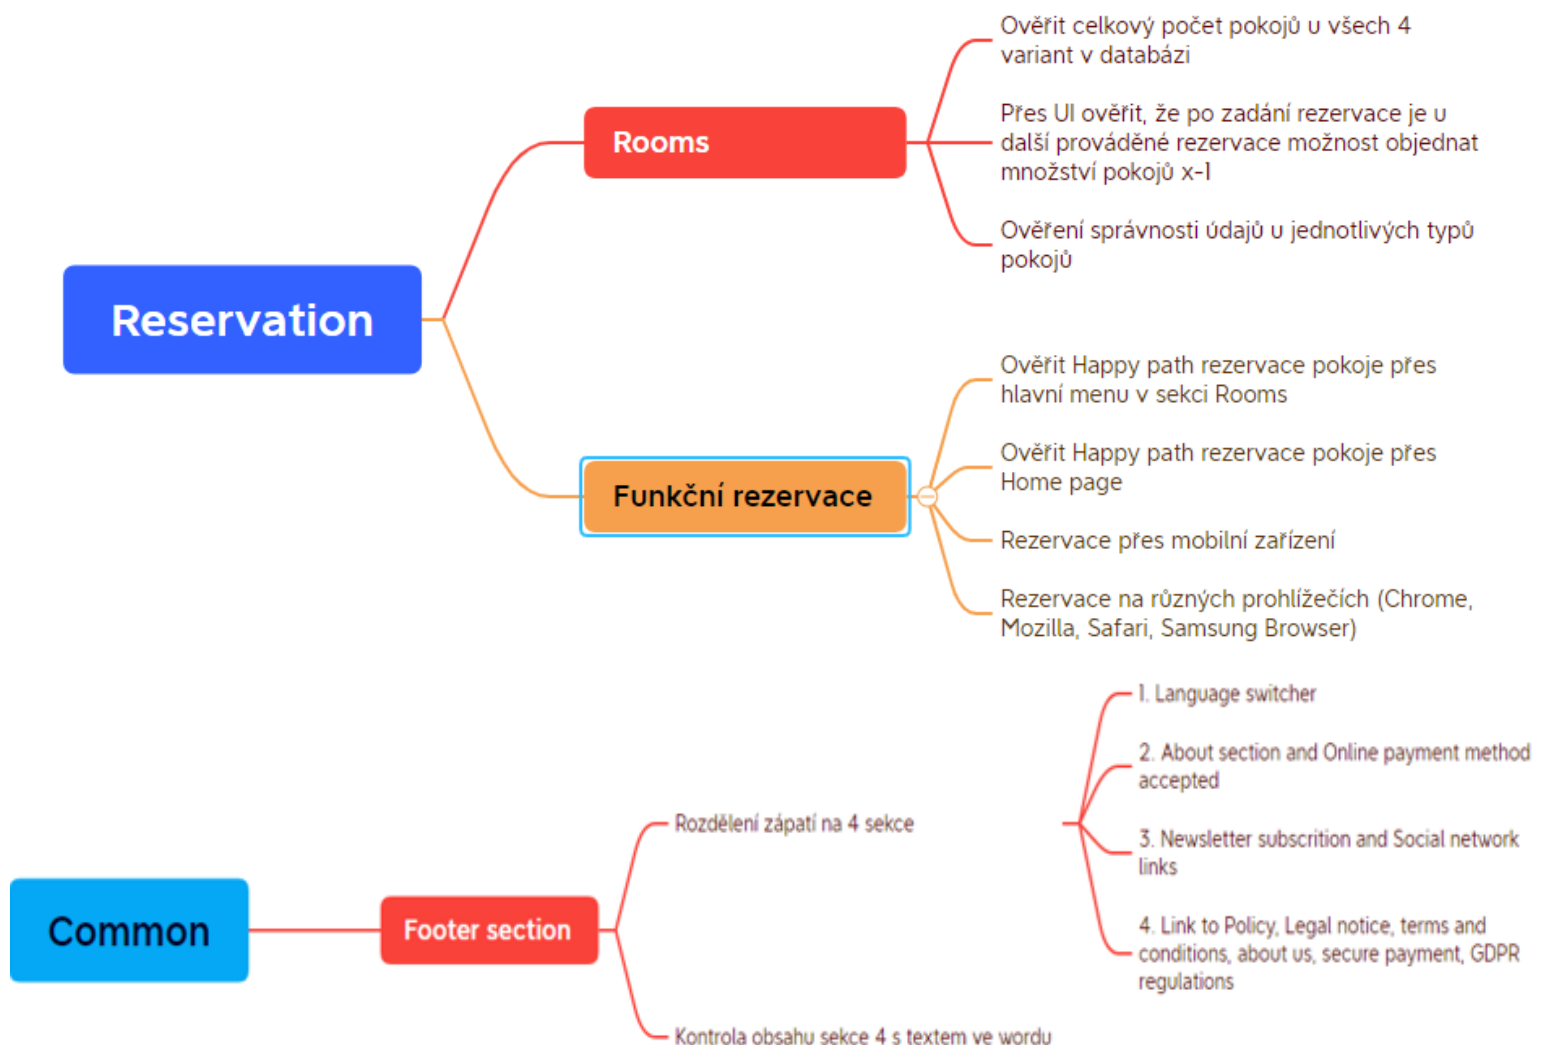 Reservation
Rooms
Ověřit celkový počet pokojů u všech 4
variant v databázi
Přes UI ověřit, že po zadání rezervace je u
další prováděné rezervace možnost objednat
množství pokojů x-1
Ověření správnosti údajů u jednotlivých typů
pokojů
Funkční rezervace
Ověřit Happy path rezervace pokoje přes
hlavní menu v sekci Rooms
Ověřit Happy path rezervace pokoje přes
Home page
Rezervace přes mobilní zařízení
Rezervace na různých prohlížečích (Chrome,
Mozilla, Safari, Samsung Browser)
Common
Footer section
Rozdělení zápatí na 4 sekce
1. Language switcher
2. About section and Online payment method
accepted
3. Newsletter subscrition and Social network
links
4. Link to Policy, Legal notice, terms and
conditions, about us, secure payment, GDPR
regulations
Kontrola obsahu sekce 4 s textem ve wordu